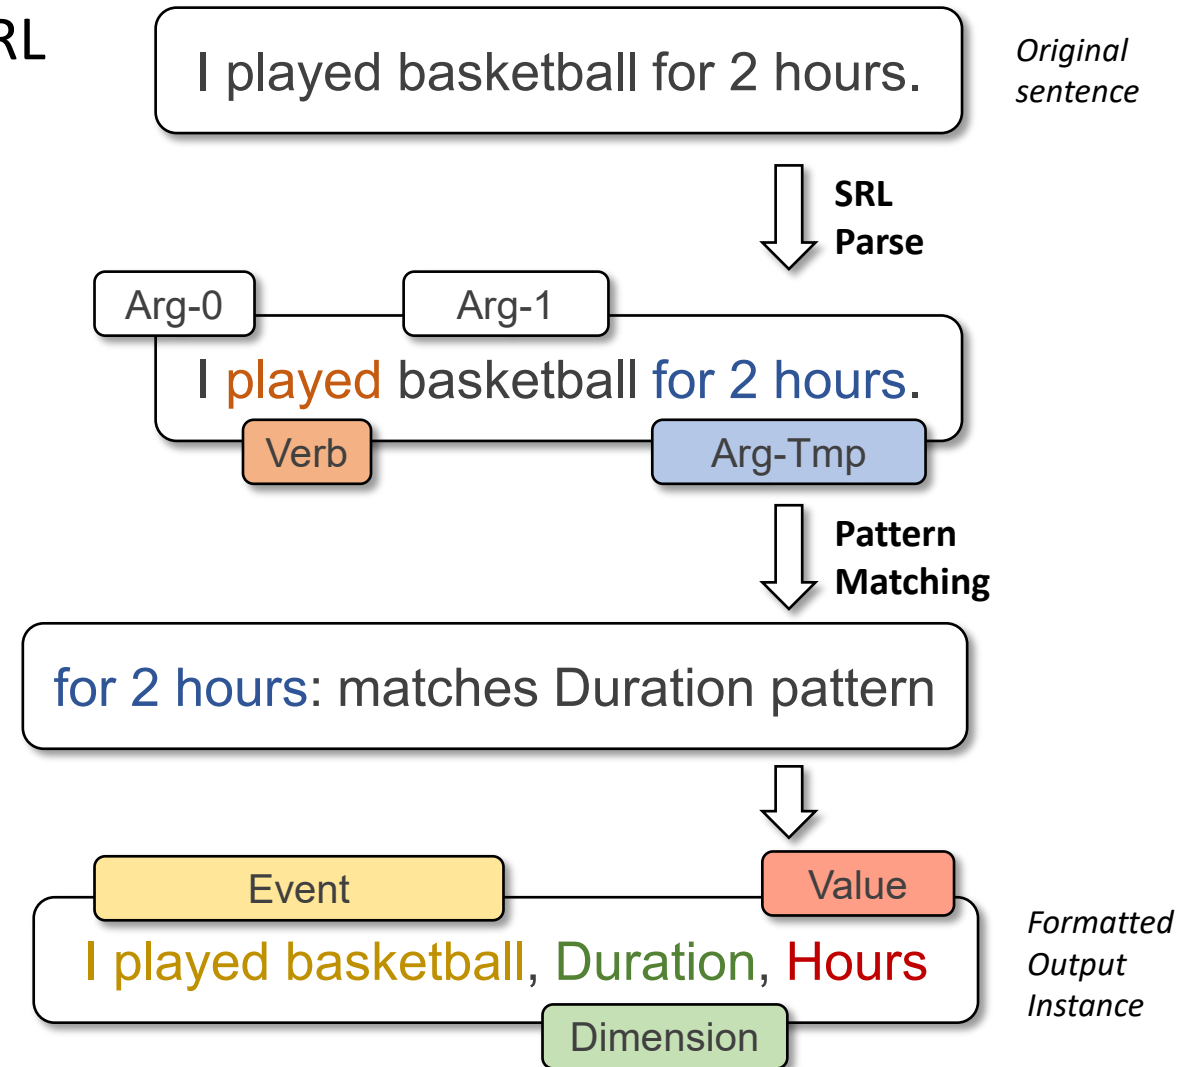 RL
I played basketball for 2 hours.
Original
sentence
SRL
Parse
Arg-0
Arg-1
I played basketball for 2 hours.
Verb
Arg-Tmp
Pattern
Matching
for 2 hours: matches Duration pattern
Event
Value
I played basketball, Duration, Hours
Dimension
Formatted
Output
Instance